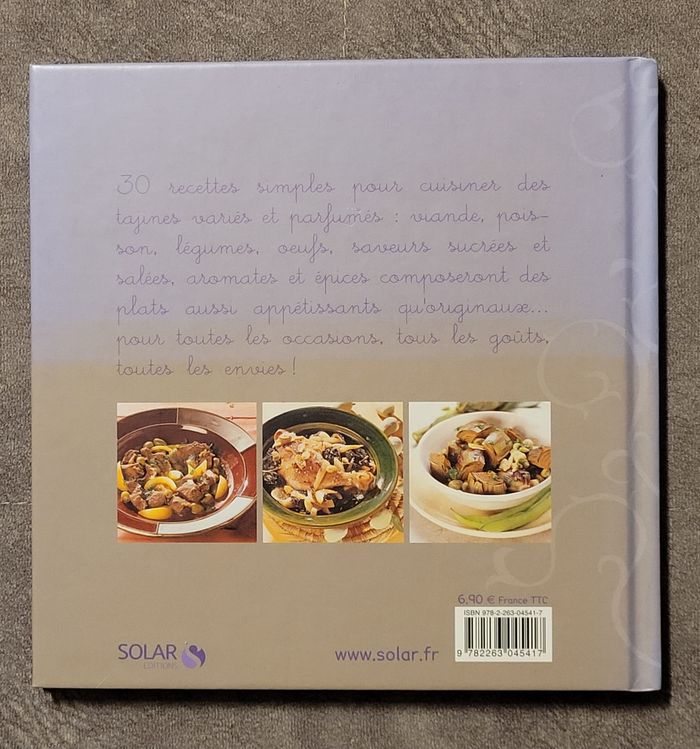 30 recettes simples pour cuisiner des
tajines variés et parfumés : viande, pois-
son, légumes, oeufs, saveurs sucrées et
salées, aromates et épices composeront des
plats aussi appétissants qu'originaux...
pour toutes les occasions, tous les goûts,
toutes les envies !
6,90 € France TTC
ISBN 978-2-263-04541-7
9 782263 045417
SOLAR
EDITIONS
www.solar.fr